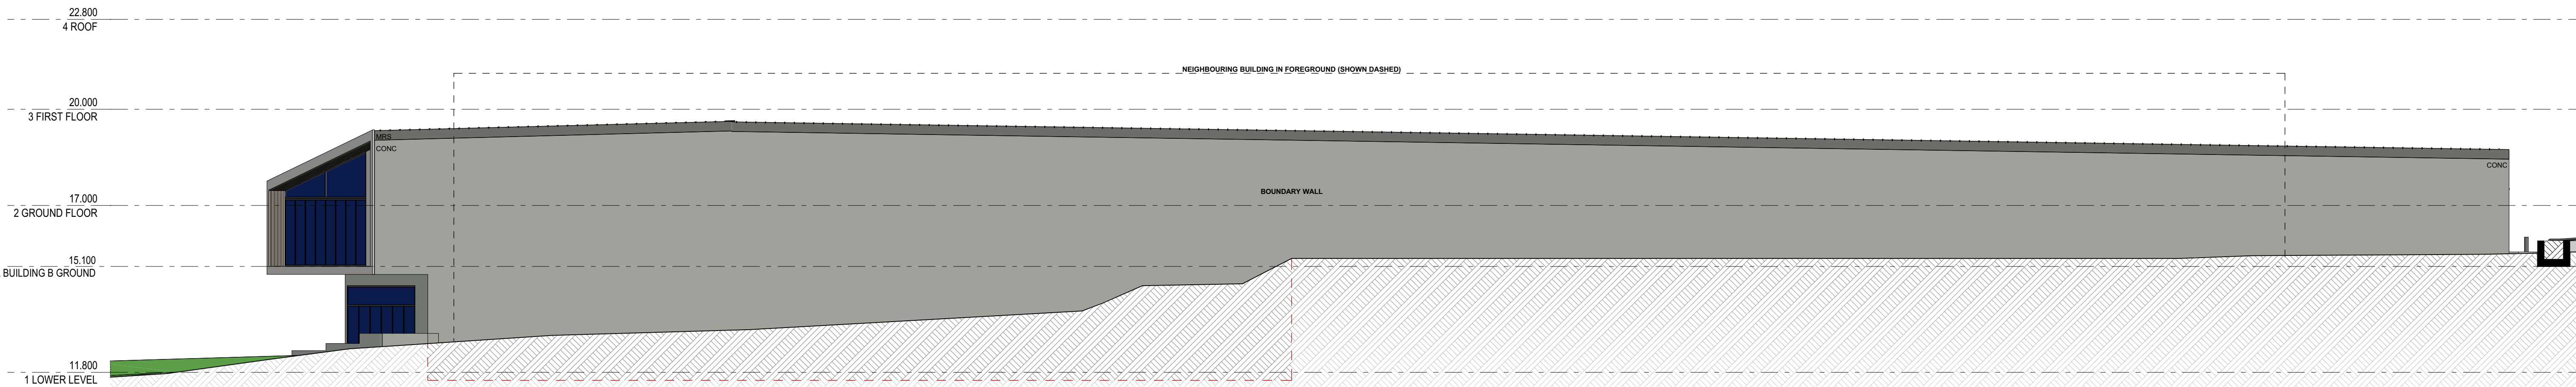 22.800
4 ROOF
NEIGHBOURING BUILDING IN FOREGROUND (SHOWN DASHED)
20.000
3 FIRST FLOOR
MRS
CONC
CONC
BOUNDARY WALL
17.000
2 GROUND FLOOR
15.100
BUILDING B GROUND
11.800
1 LOWER LEVEL